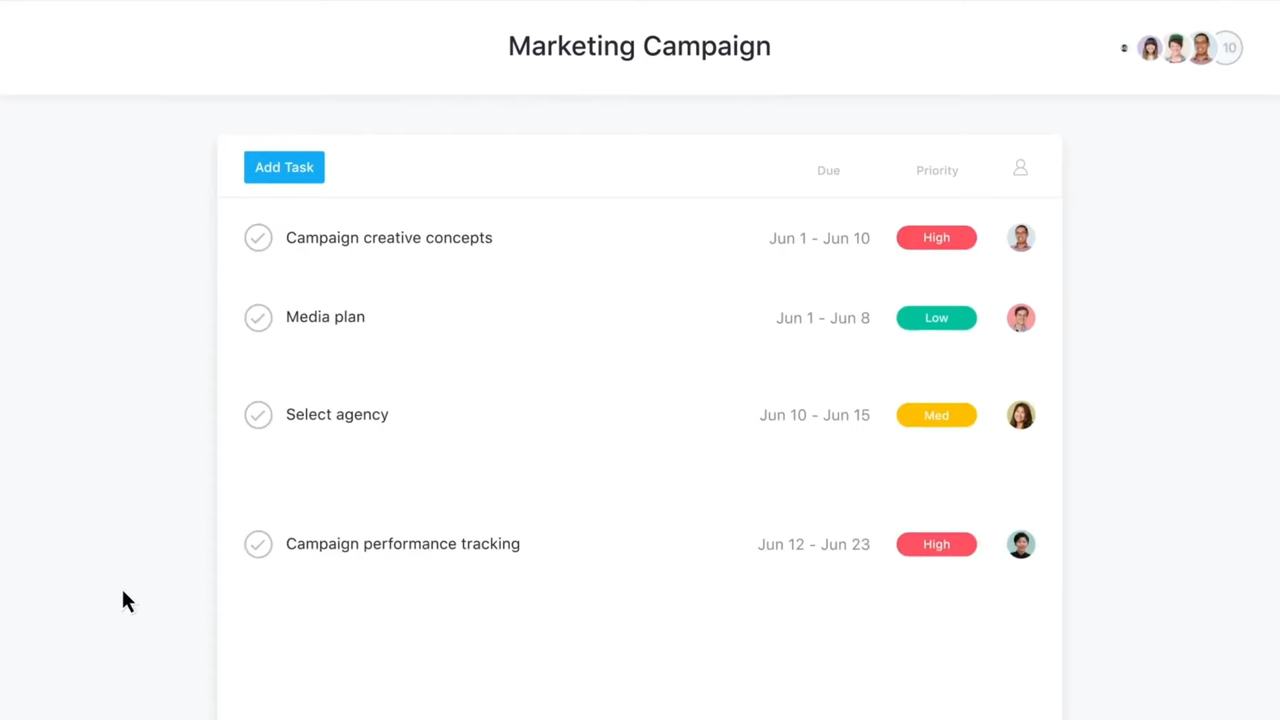 Marketing Campaign
10
Add Task
Due Priority
Campaign creative concepts Jun 1 - Jun 10 High
Media plan Jun 1 - Jun 8 Low
Select agency Jun 10 - Jun 15 Med
Campaign performance tracking Jun 12 - Jun 23 High